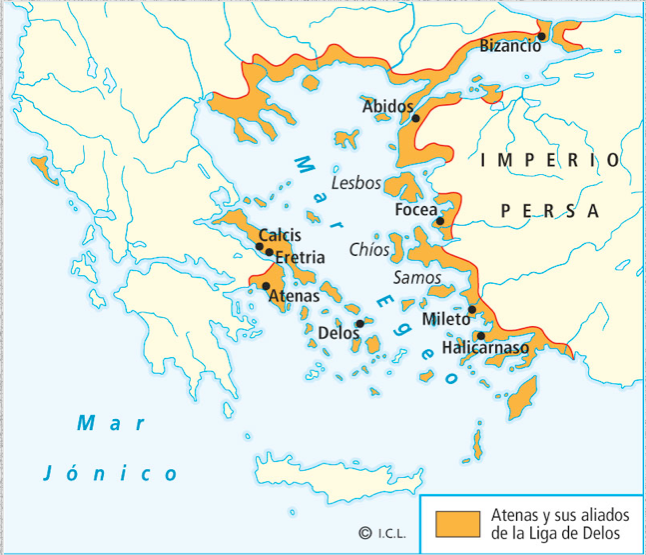 Bizancio
Abidos
IMPERIO
PERSA
Lesbos
Focea
Mar
Egeo
Calcis
Eretria
Chíos
Samos
Atenas
Delos
Mileto
Halicarnaso
Mar
Jónico
© I.C.L.
Atenas y sus aliados
de la Liga de Delos